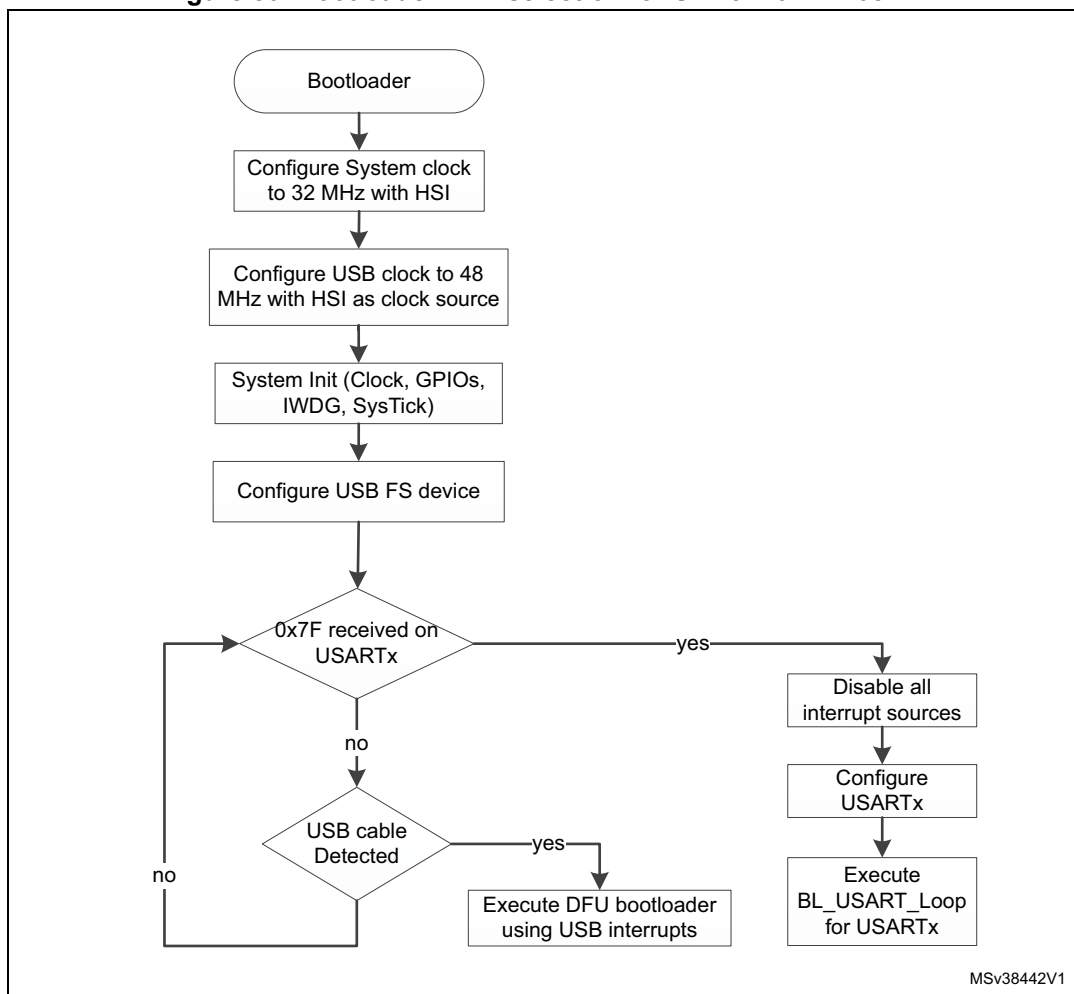 Bootloader
Configure System clock
to 32 MHz with HSI
Configure USB clock to 48
MHz with HSI as clock source
System Init (Clock, GPIOs,
IWDG, SysTick)
Configure USB FS device
0x7F received on
USARTx
yes
Disable all
interrupt sources
no
Configure
USARTx
USB cable
Detected
yes
no
Execute DFU bootloader
using USB interrupts
Execute
BL_USART_Loop
for USARTx
MSv38442V1